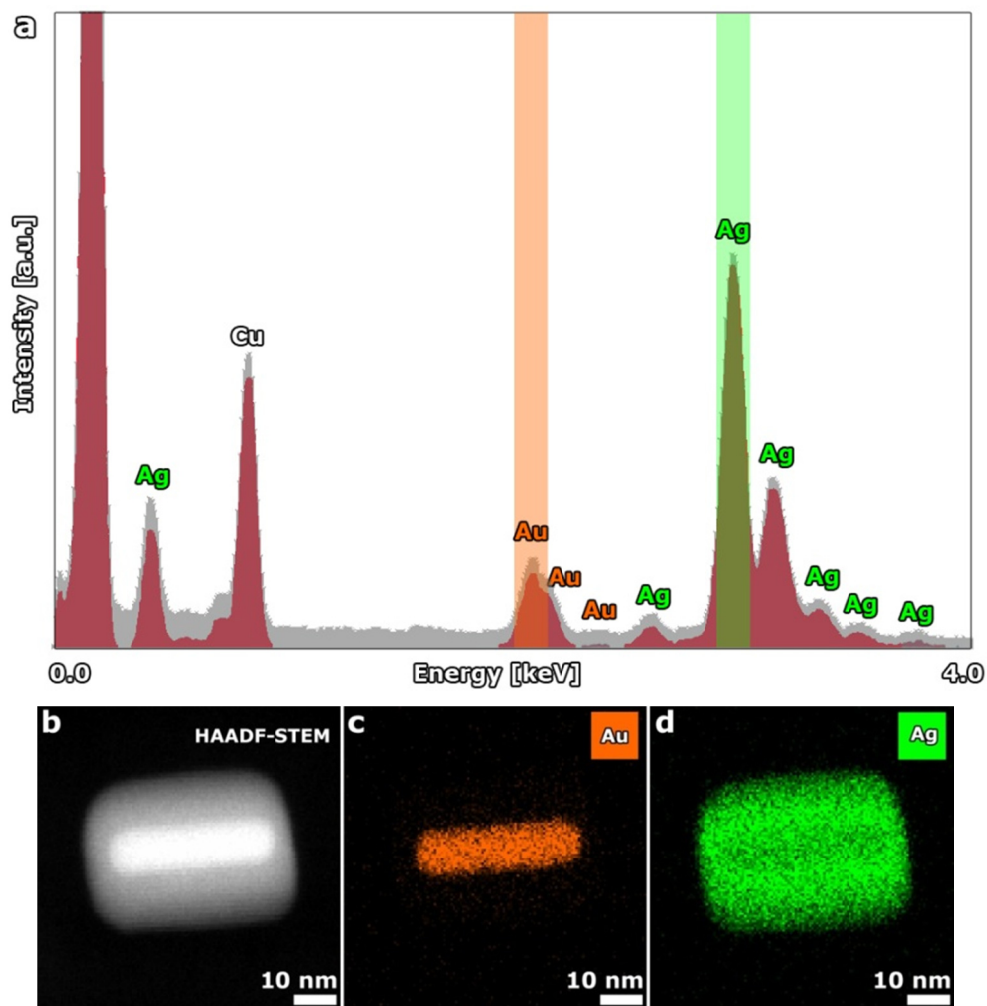 a
Intensity [a.u.]
Ag
Cu
Au
Au
Au
Ag
Ag
Ag
Ag
Ag
Ag
0.0
Energy [keV]
4.0
b
HAADF-STEM
10 nm
c
Au
10 nm
d
Ag
10 nm